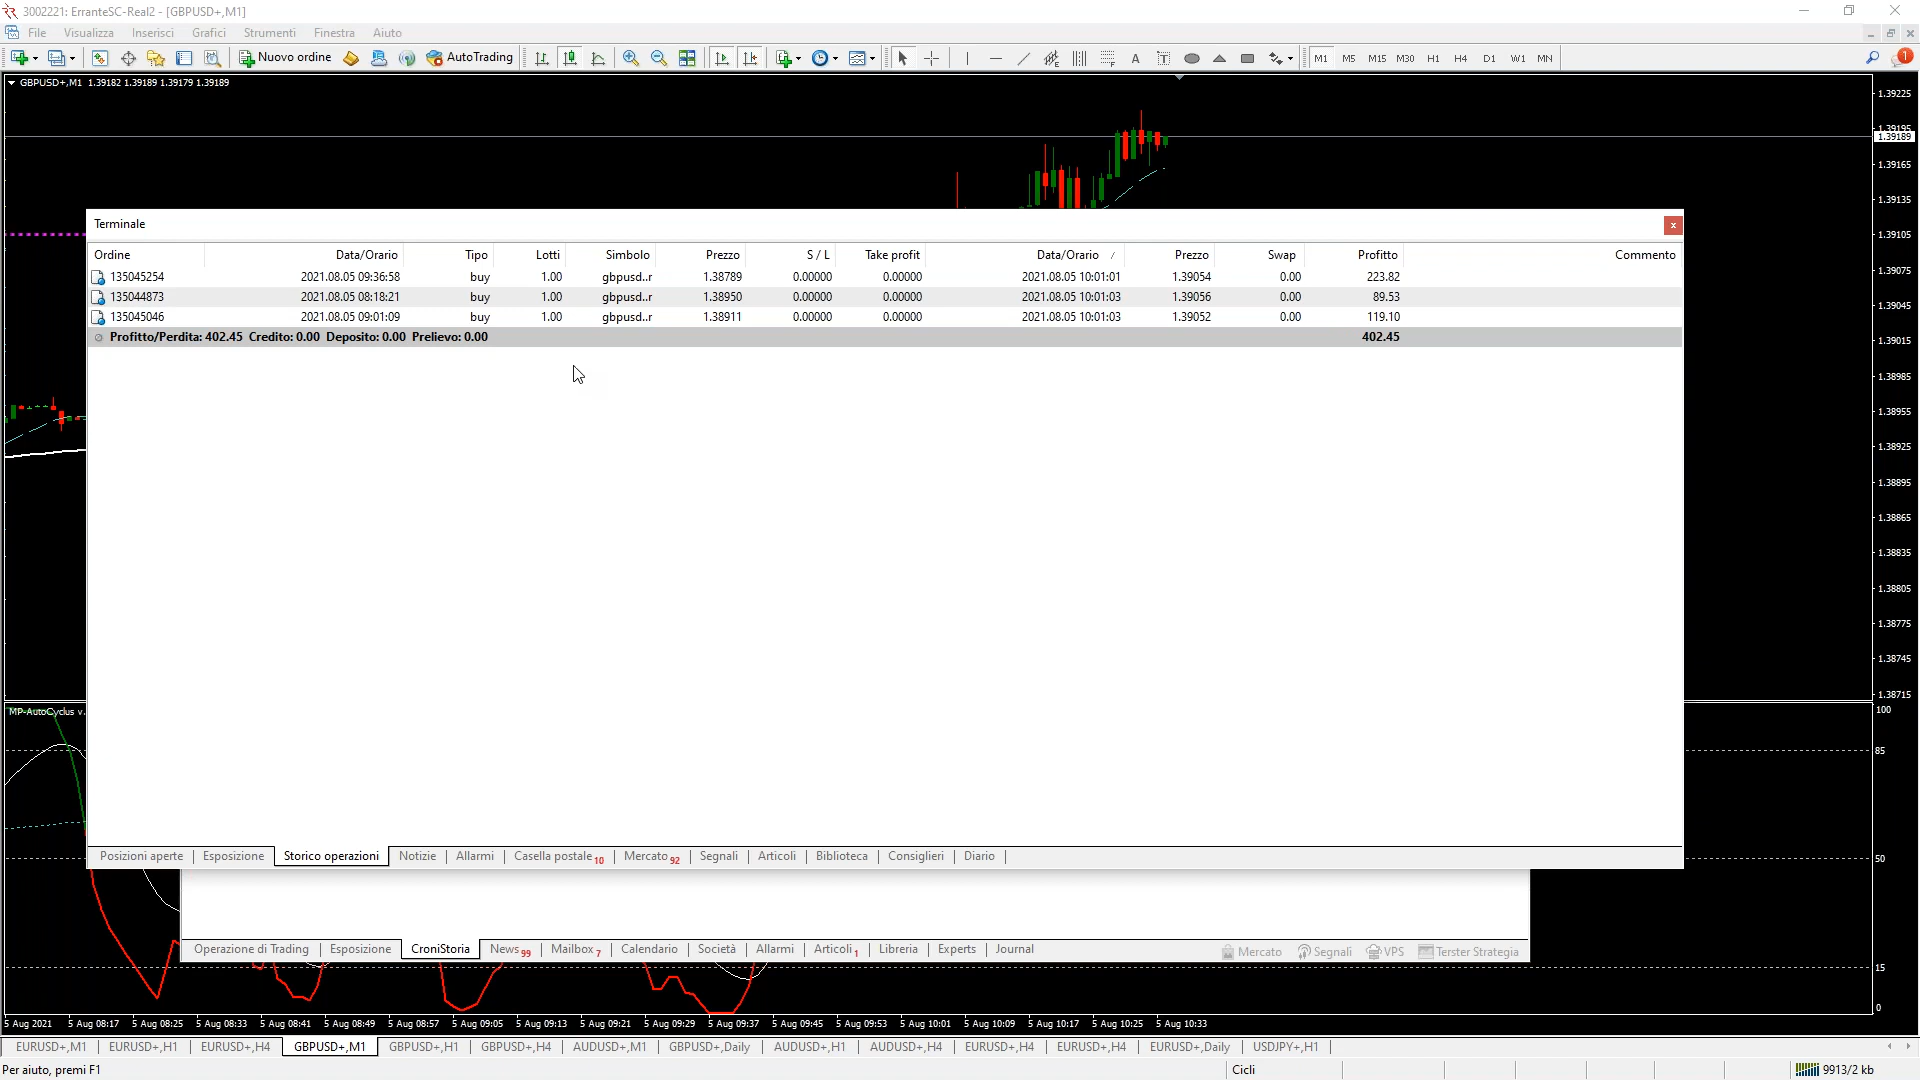 3002221: ErranteSC-Real2 - [GBPUSD+,M1]
File Visualizza Inserisci Grafici Strumenti Finestra Aiuto
Nuovo ordine AutoTrading M1 M5 M15 M30 H1 H4 D1 W1 MN 1
GBPUSD+,M1 1.39182 1.39189 1.39179 1.39189
1.39225
1.39195
1.39189
1.39165
1.39135
1.39105
1.39075
1.39045
1.39015
1.38985
1.38955
1.38925
1.38895
1.38865
1.38835
1.38805
1.38775
1.38745
1.38715
Terminale
Ordine Data/Orario Tipo Lotti Simbolo Prezzo S / L Take profit Data/Orario / Prezzo Swap Profitto Commento
135045254 2021.08.05 09:36:58 buy 1.00 gbpusd..r 1.38789 0.00000 0.00000 2021.08.05 10:01:01 1.39054 0.00 223.82
135044873 2021.08.05 08:18:21 buy 1.00 gbpusd..r 1.38950 0.00000 0.00000 2021.08.05 10:01:03 1.39056 0.00 89.53
135045046 2021.08.05 09:01:09 buy 1.00 gbpusd..r 1.38911 0.00000 0.00000 2021.08.05 10:01:03 1.39052 0.00 119.10
Profitto/Perdita: 402.45 Credito: 0.00 Deposito: 0.00 Prelievo: 0.00 402.45
MP-AutoCyclus v.
100
85
50
15
0
Posizioni aperte Esposizione Storico operazioni Notizie Allarmi Casella postale 10 Mercato 92 Segnali Articoli Biblioteca Consiglieri Diario
Operazione di Trading Esposizione CroniStoria News 99 Mailbox 7 Calendario Società Allarmi Articoli 1 Libreria Experts Journal Mercato Segnali VPS Terster Strategia
5 Aug 2021 5 Aug 08:17 5 Aug 08:25 5 Aug 08:33 5 Aug 08:41 5 Aug 08:49 5 Aug 08:57 5 Aug 09:05 5 Aug 09:13 5 Aug 09:21 5 Aug 09:29 5 Aug 09:37 5 Aug 09:45 5 Aug 09:53 5 Aug 10:01 5 Aug 10:09 5 Aug 10:17 5 Aug 10:25 5 Aug 10:33
EURUSD+,M1 EURUSD+,H1 EURUSD+,H4 GBPUSD+,M1 GBPUSD+,H1 GBPUSD+,H4 AUDUSD+,M1 GBPUSD+,Daily AUDUSD+,H1 AUDUSD+,H4 EURUSD+,H4 EURUSD+,H4 EURUSD+,Daily USDJPY+,H1
Per aiuto, premi F1 Cicli 9913/2 kb